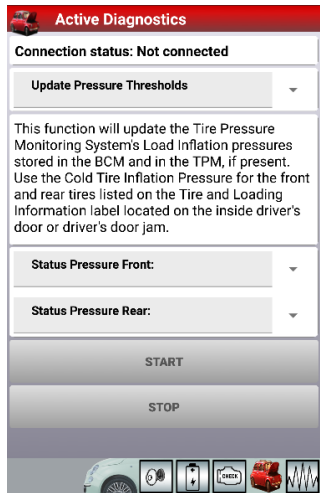 Active Diagnostics
Connection status: Not connected
Update Pressure Thresholds
This function will update the Tire Pressure
Monitoring System's Load Inflation pressures
stored in the BCM and in the TPM, if present.
Use the Cold Tire Inflation Pressure for the front
and rear tires listed on the Tire and Loading
Information label located on the inside driver's
door or driver's door jam.
Status Pressure Front:
Status Pressure Rear:
START
STOP
CHECK